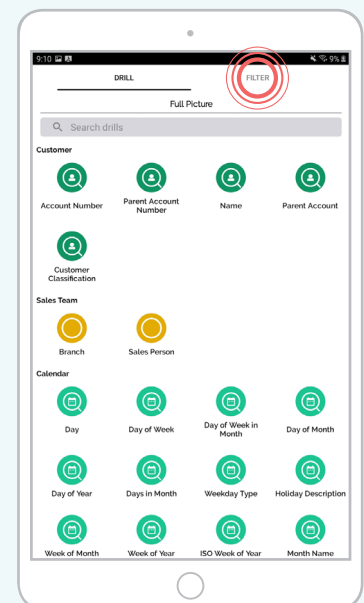 9:10 9%
DRILL FILTER
Full Picture
Search drills
Customer
Account Number Parent Account Number Name Parent Account
Customer Classification
Sales Team
Branch Sales Person
Calendar
Day Day of Week Day of Week in Month Day of Month
Day of Year Days in Month Weekday Type Holiday Description
Week of Month Week of Year ISO Week of Year Month Name